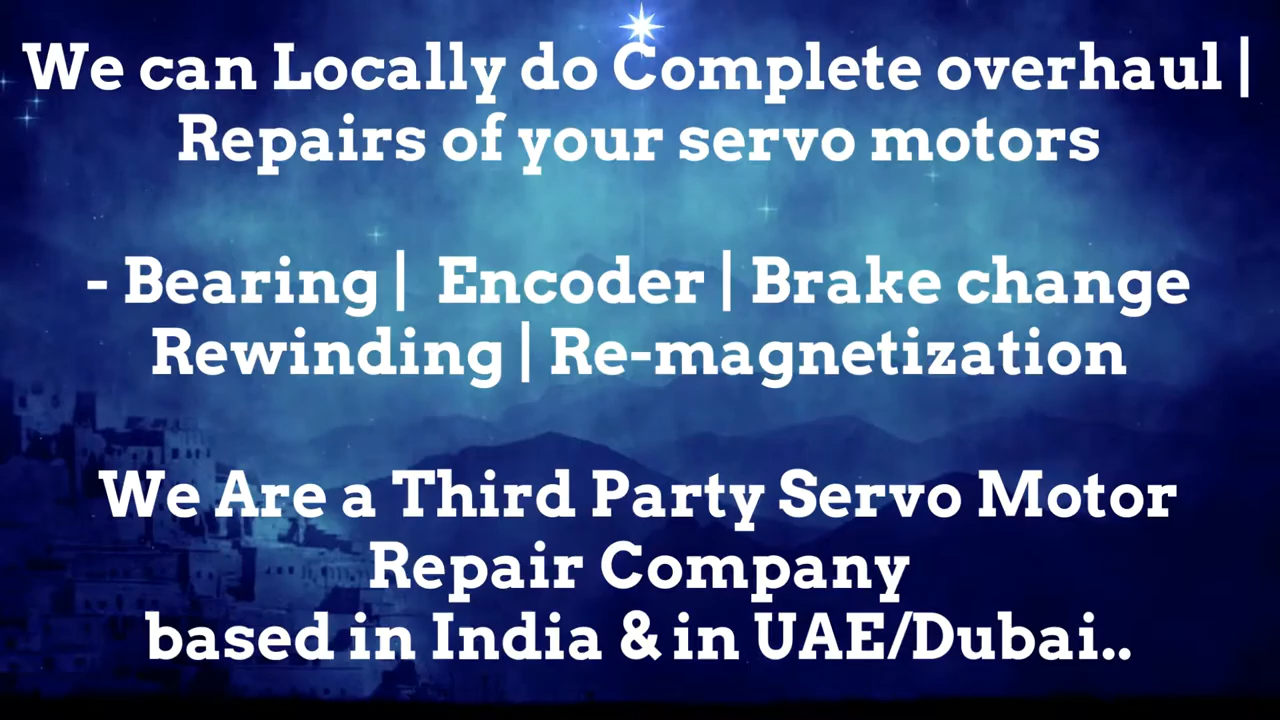 We can Locally do Complete overhaul |
Repairs of your servo motors
- Bearing | Encoder | Brake change
Rewinding | Re-magnetization
We Are a Third Party Servo Motor
Repair Company
based in India & in UAE/Dubai..